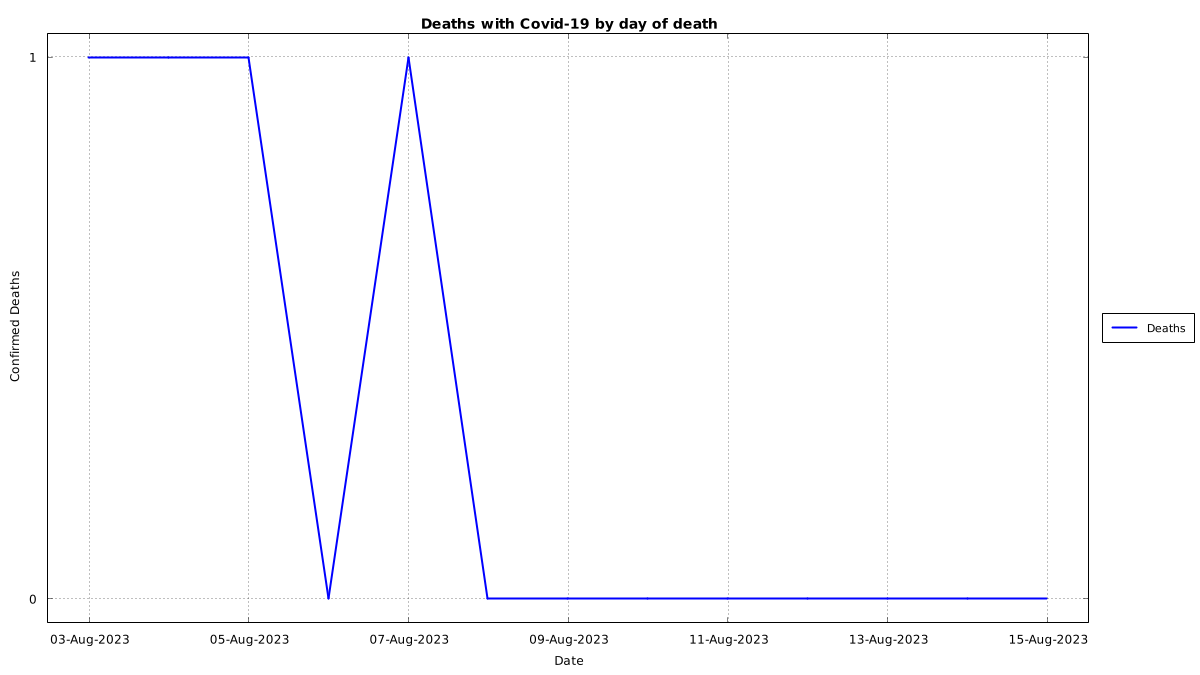 Deaths with Covid-19 by day of death
1
0
Confirmed Deaths
03-Aug-2023 05-Aug-2023 07-Aug-2023 09-Aug-2023 11-Aug-2023 13-Aug-2023 15-Aug-2023
Date
Deaths